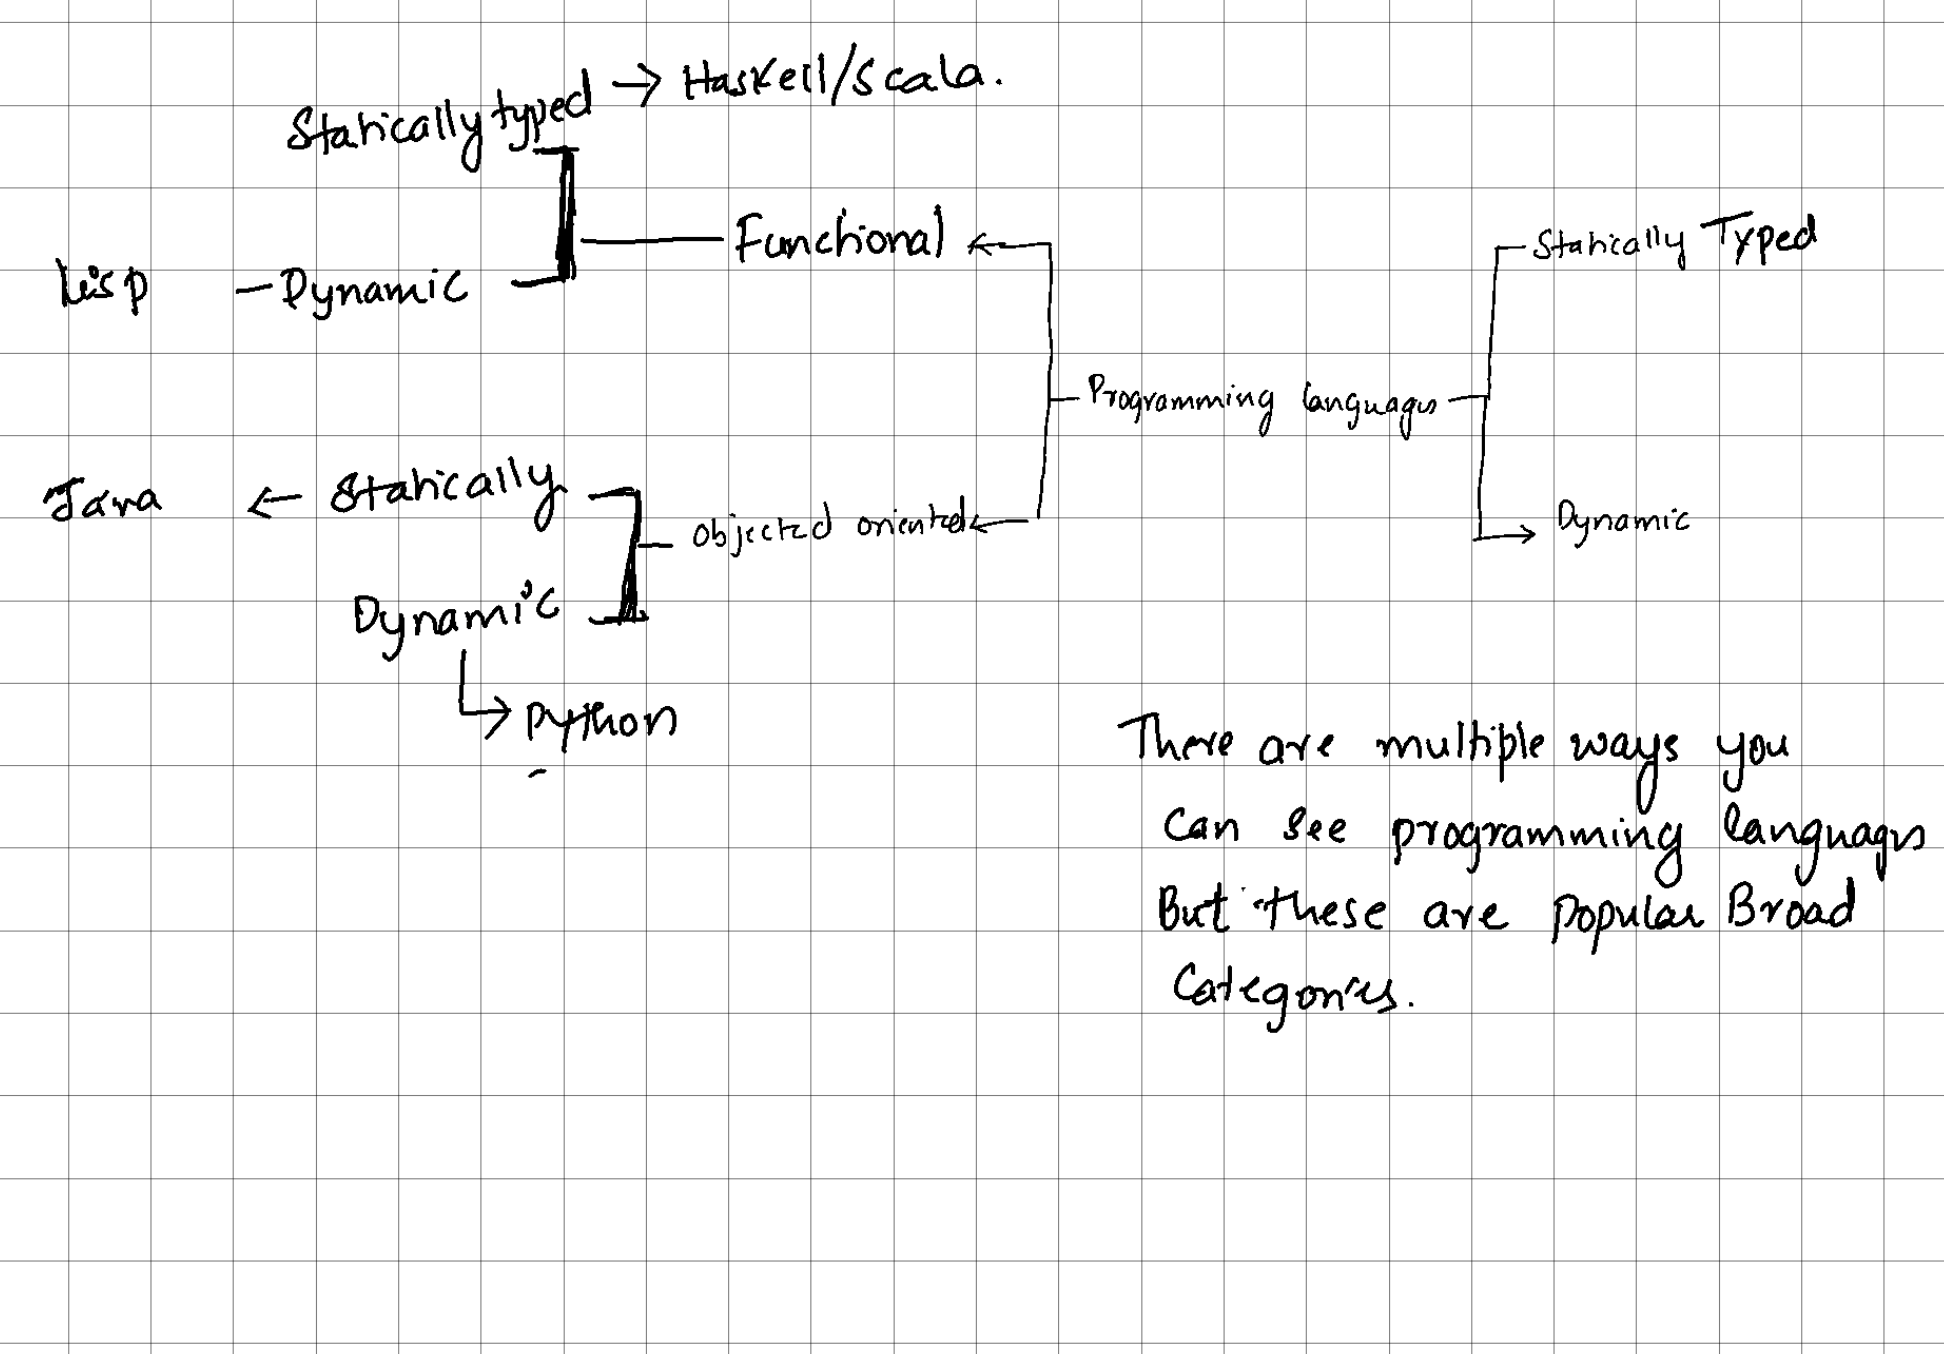 Statically typed → Haskell/Scala.
Functional
Statically Typed
Lisp - Dynamic
Programming languages
Java ← Statically
Objected oriented
Dynamic
Dynamic
Python
There are multiple ways you
can see programming languages
But these are popular Broad
Categories.